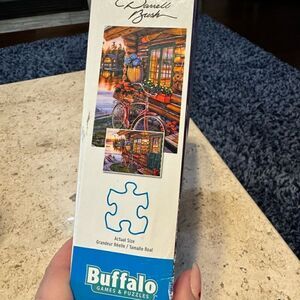 Darrell
Bush
Actual Size
Grandeur Réelle / Tamaño Real
Buffalo
GAMES & PUZZLES